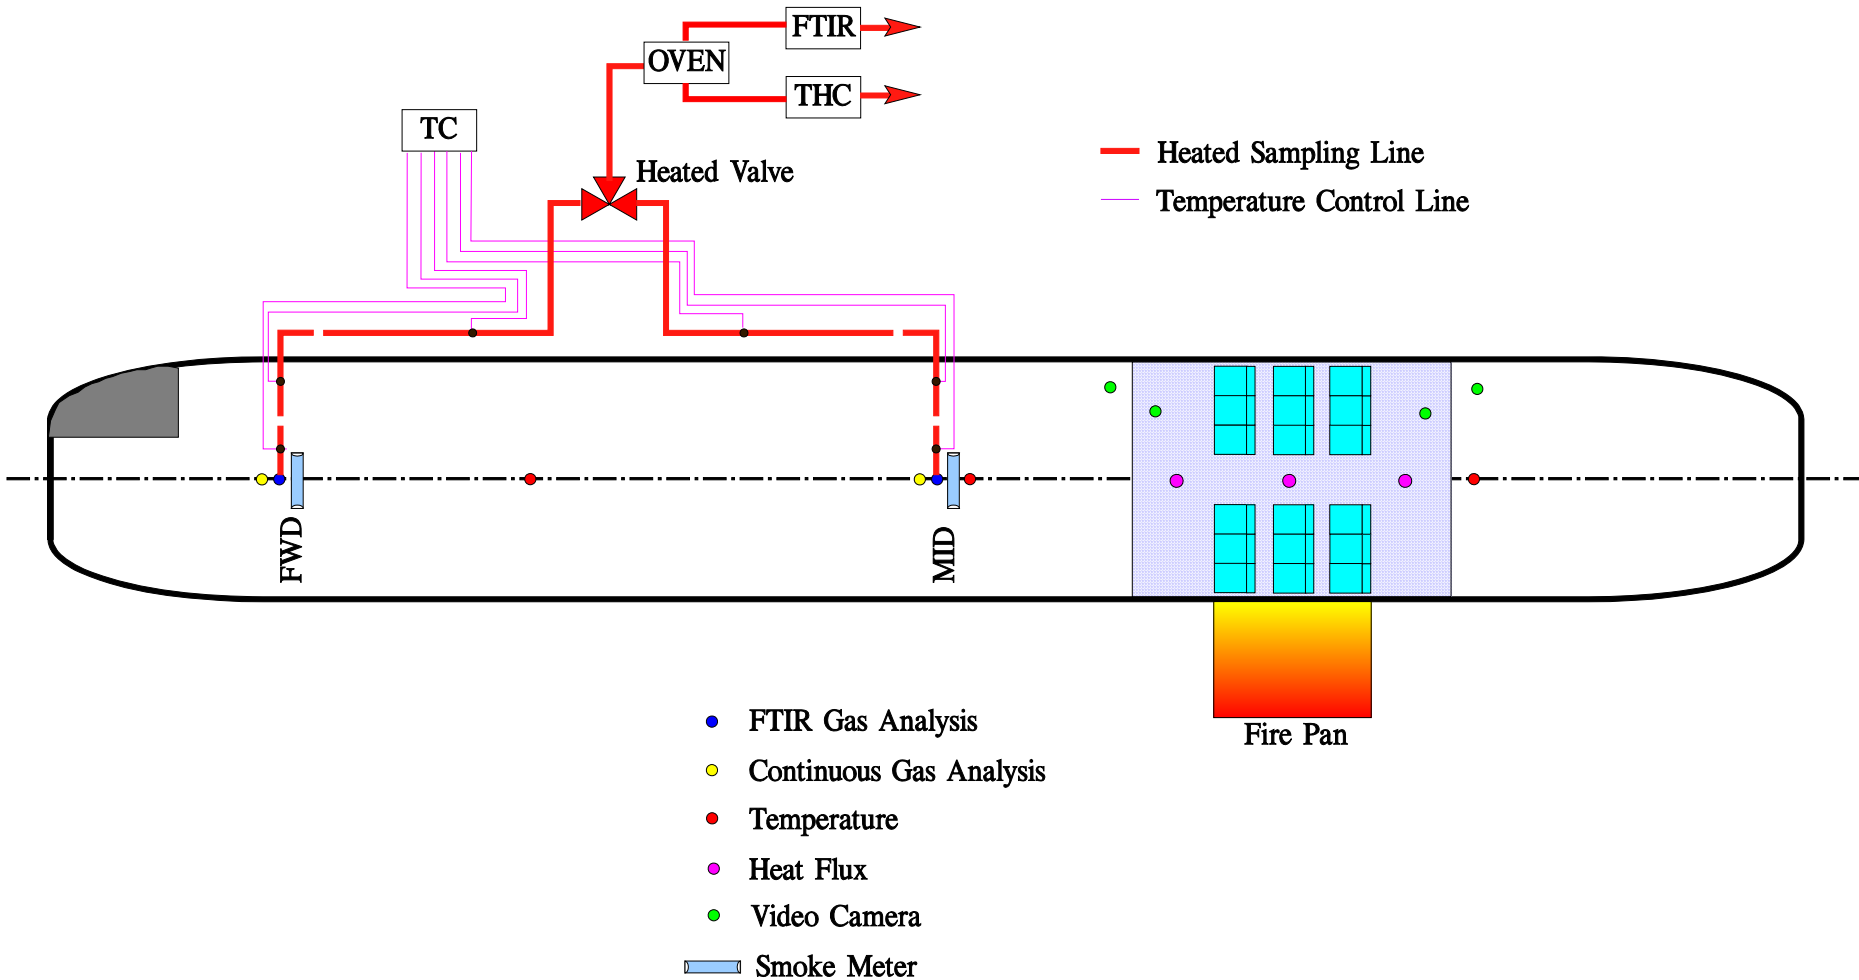 FTIR
OVEN
THC
TC
Heated Valve
Heated Sampling Line
Temperature Control Line
FWD
MID
Fire Pan
FTIR Gas Analysis
Continuous Gas Analysis
Temperature
Heat Flux
Video Camera
Smoke Meter